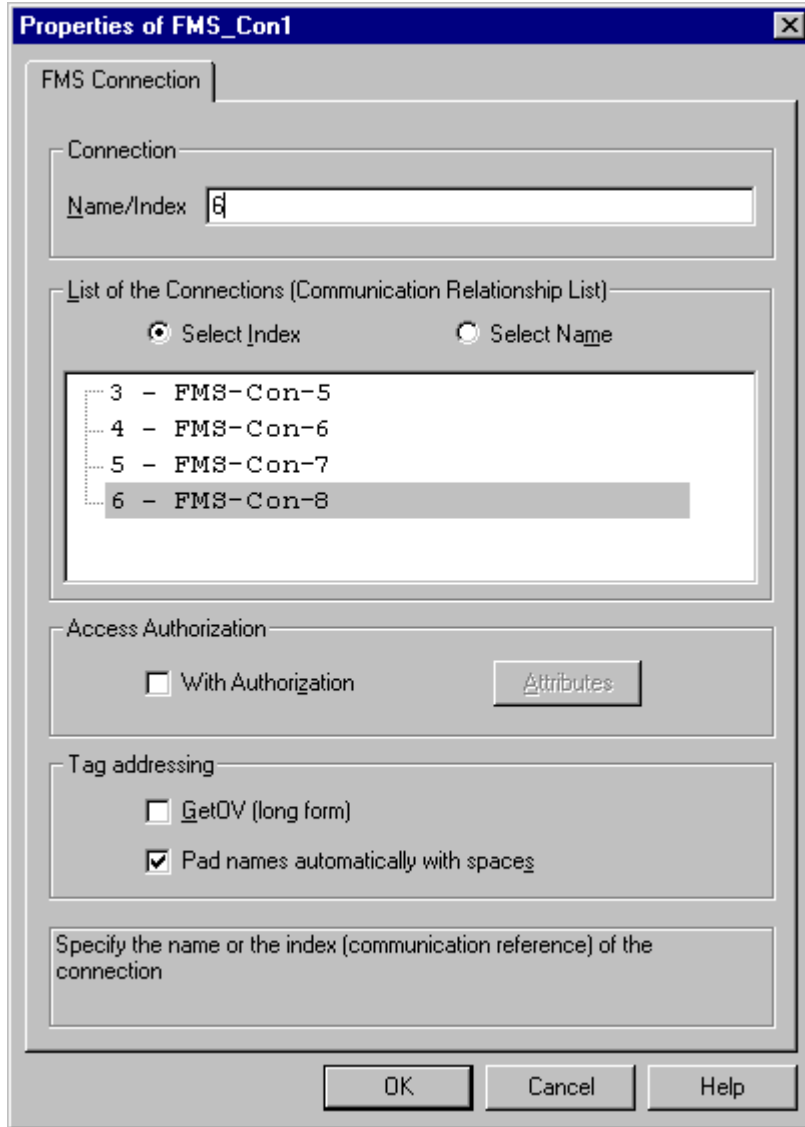 Properties of FMS_Con1
FMS Connection
Connection
Name/Index 6
List of the Connections (Communication Relationship List)
Select Index Select Name
3 - FMS-Con-5
4 - FMS-Con-6
5 - FMS-Con-7
6 - FMS-Con-8
Access Authorization
With Authorization Attributes
Tag addressing
GetOV (long form)
Pad names automatically with spaces
Specify the name or the index (communication reference) of the
connection
OK Cancel Help